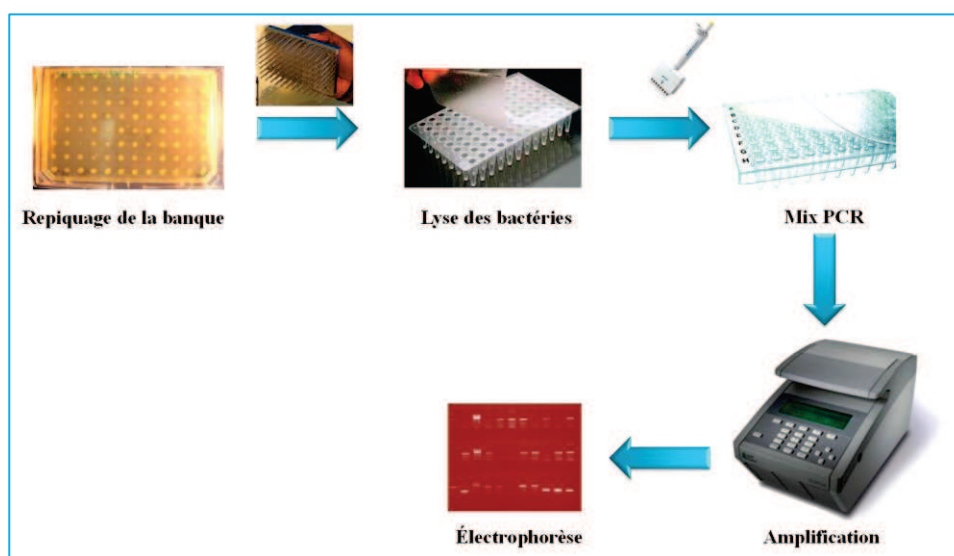 Repiquage de la banque
Lyse des bactéries
Mix PCR
Amplification
Électrophorèse